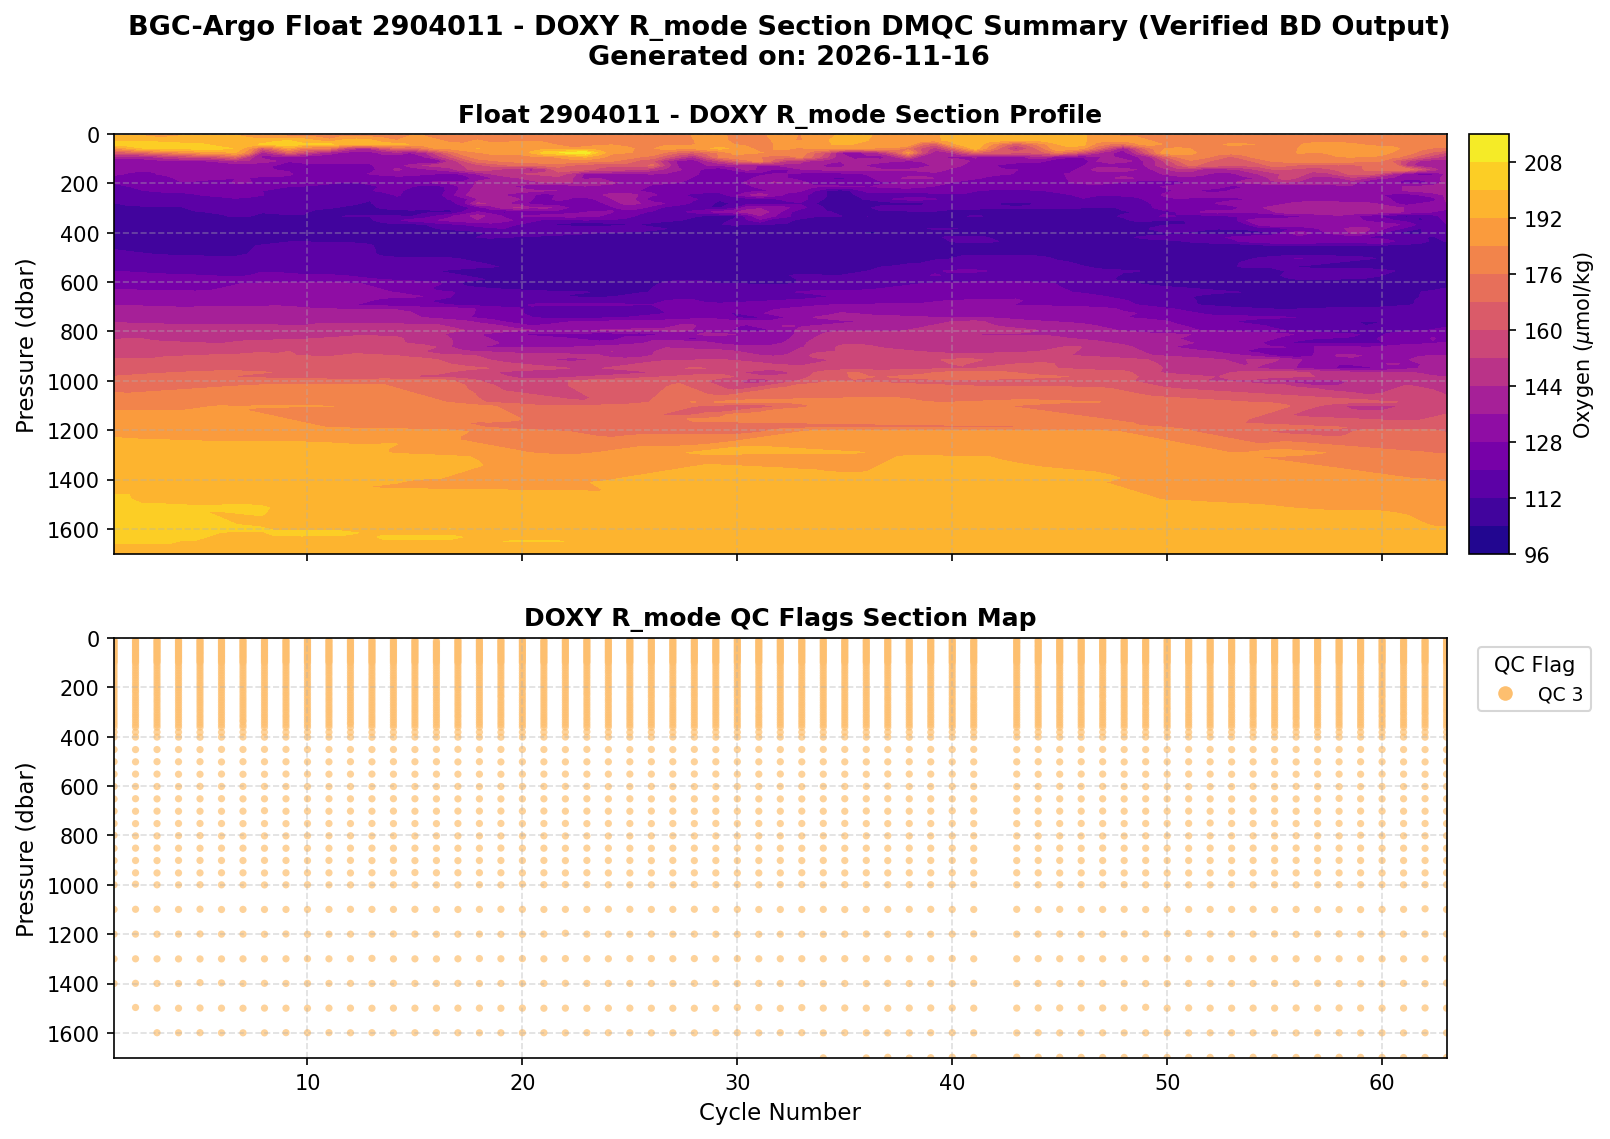 BGC-Argo Float 2904011 - DOXY R_mode Section DMQC Summary (Verified BD Output)
Generated on: 2026-11-16
Float 2904011 - DOXY R_mode Section Profile
Pressure (dbar)
0
200
400
600
800
1000
1200
1400
1600
208
192
176
160
144
128
112
96
Oxygen (μmol/kg)
DOXY R_mode QC Flags Section Map
Pressure (dbar)
0
200
400
600
800
1000
1200
1400
1600
QC Flag
QC 3
10 20 30 40 50 60
Cycle Number